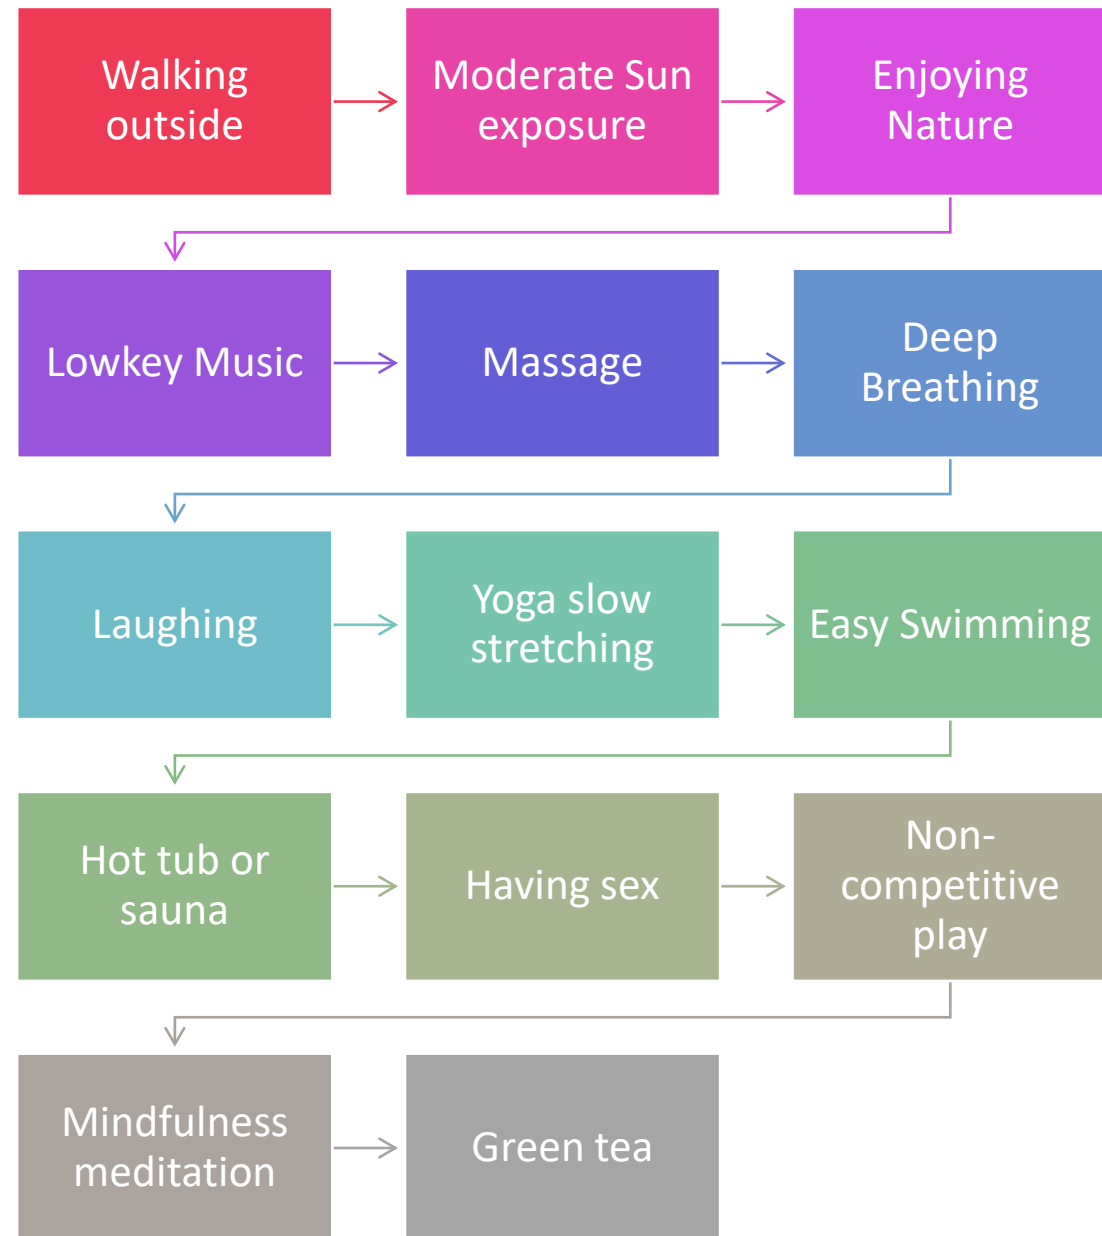 Walking
outside
Moderate Sun
exposure
Enjoying
Nature
Lowkey Music
Massage
Deep
Breathing
Laughing
Yoga slow
stretching
Easy Swimming
Hot tub or
sauna
Having sex
Non-
competitive
play
Mindfulness
meditation
Green tea